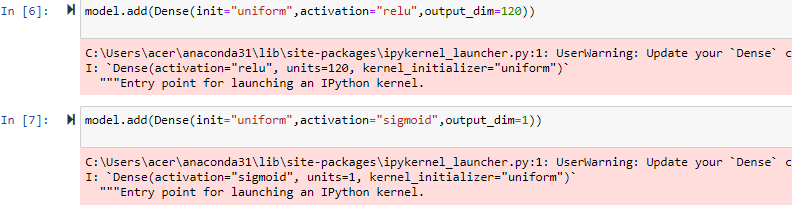 In [6]: model.add(Dense(init="uniform",activation="relu",output_dim=120))
C:\Users\acer\anaconda31\lib\site-packages\ipykernel_launcher.py:1: UserWarning: Update your `Dense` c
I: `Dense(activation="relu", units=120, kernel_initializer="uniform")`
"""Entry point for launching an IPython kernel.
In [7]: model.add(Dense(init="uniform",activation="sigmoid",output_dim=1))
C:\Users\acer\anaconda31\lib\site-packages\ipykernel_launcher.py:1: UserWarning: Update your `Dense` c
I: `Dense(activation="sigmoid", units=1, kernel_initializer="uniform")`
"""Entry point for launching an IPython kernel.